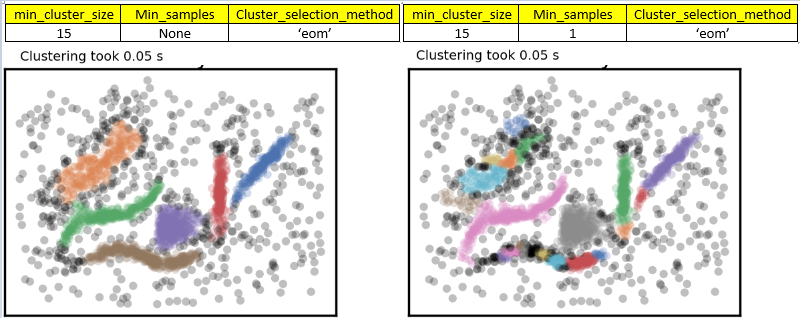 min_cluster_size Min_samples Cluster_selection_method
15 None ‘eom’
Clustering took 0.05 s
min_cluster_size Min_samples Cluster_selection_method
15 1 ‘eom’
Clustering took 0.05 s